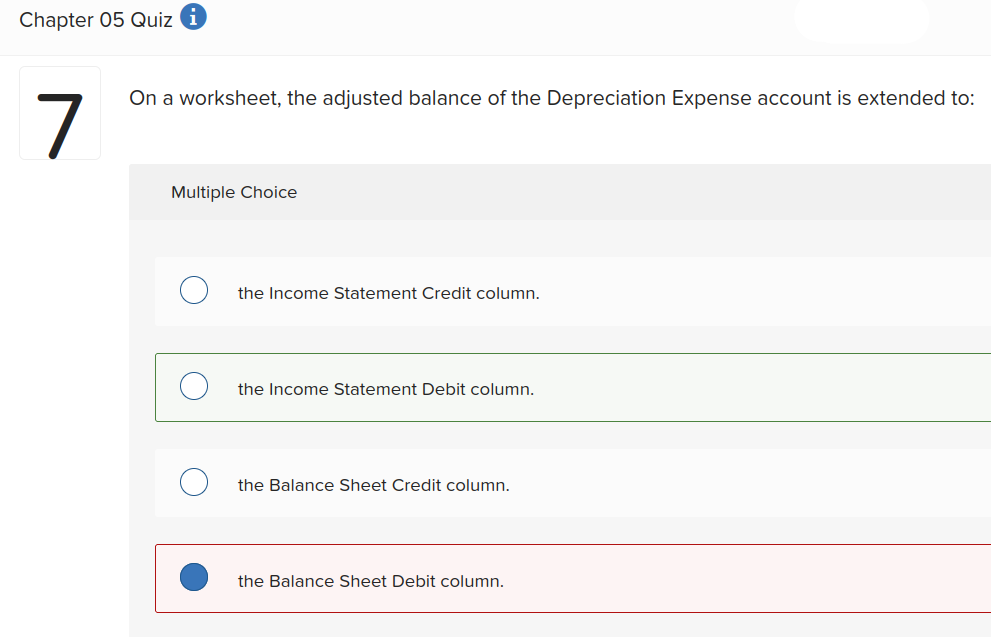 Chapter 05 Quiz i
7
On a worksheet, the adjusted balance of the Depreciation Expense account is extended to:
Multiple Choice
the Income Statement Credit column.
the Income Statement Debit column.
the Balance Sheet Credit column.
the Balance Sheet Debit column.